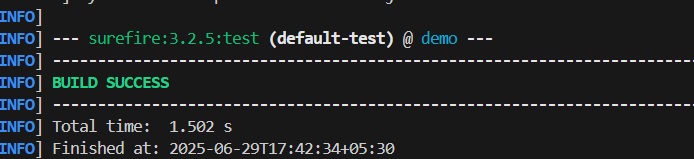 INFO]
INFO] --- surefire:3.2.5:test (default-test) @ demo ---
INFO] ------------------------------------------------------------------------
INFO] BUILD SUCCESS
INFO] ------------------------------------------------------------------------
INFO] Total time:  1.502 s
INFO] Finished at: 2025-06-29T17:42:34+05:30